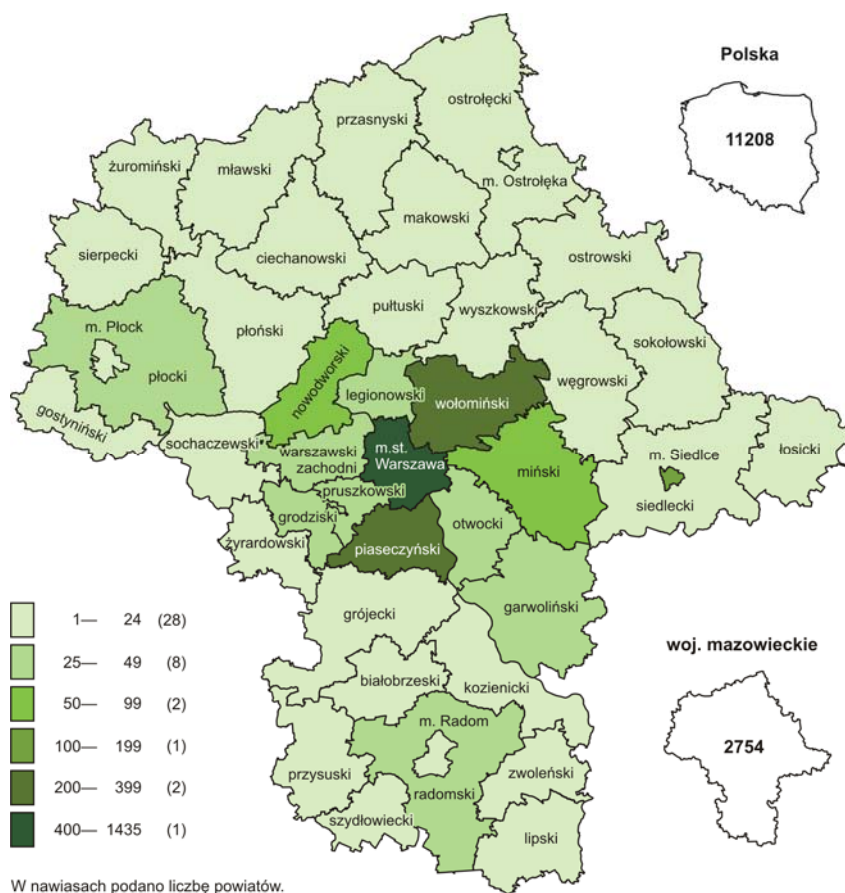 Polska
11208
ostrołęcki
przasnyski
m. Ostrołęka
żuromiński
mławski
makowski
sierpecki
ciechanowski
ostrowski
pułtuski
wyszkowski
m. Płock
płoński
sokołowski
płocki
nowodworski
legionowski
wołomiński
węgrowski
gostyniński
sochaczewski
warszawski
zachodni
m.st.
Warszawa
miński
m. Siedlce
łosicki
pruszkowski
siedlecki
grodziski
otwocki
żyrardowski
piaseczyński
garwoliński
grójecki
1— 24 (28)
25— 49 (8)
50— 99 (2)
100— 199 (1)
200— 399 (2)
400— 1435 (1)
woj. mazowieckie
2754
białobrzeski
kozienicki
m. Radom
przysuski
zwoleński
radomski
szydłowiecki
lipski
W nawiasach podano liczbę powiatów.